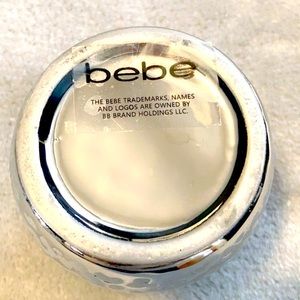 bebe
THE BEBE TRADEMARKS, NAMES
AND LOGOS ARE OWNED BY
BB BRAND HOLDINGS LLC.